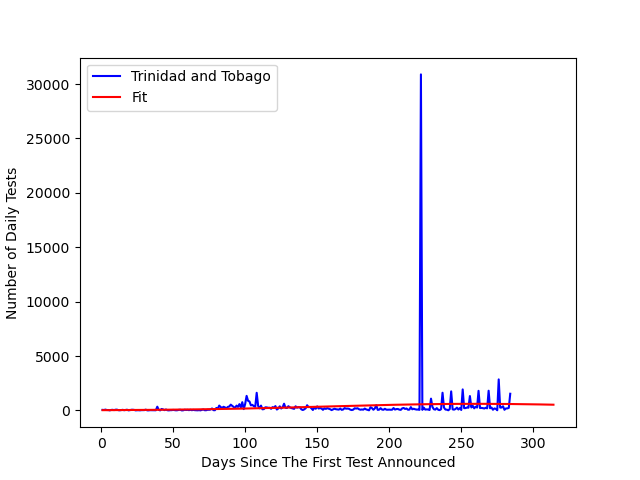 Trinidad and Tobago
Fit
Number of Daily Tests
30000
25000
20000
15000
10000
5000
0
0 50 100 150 200 250 300
Days Since The First Test Announced